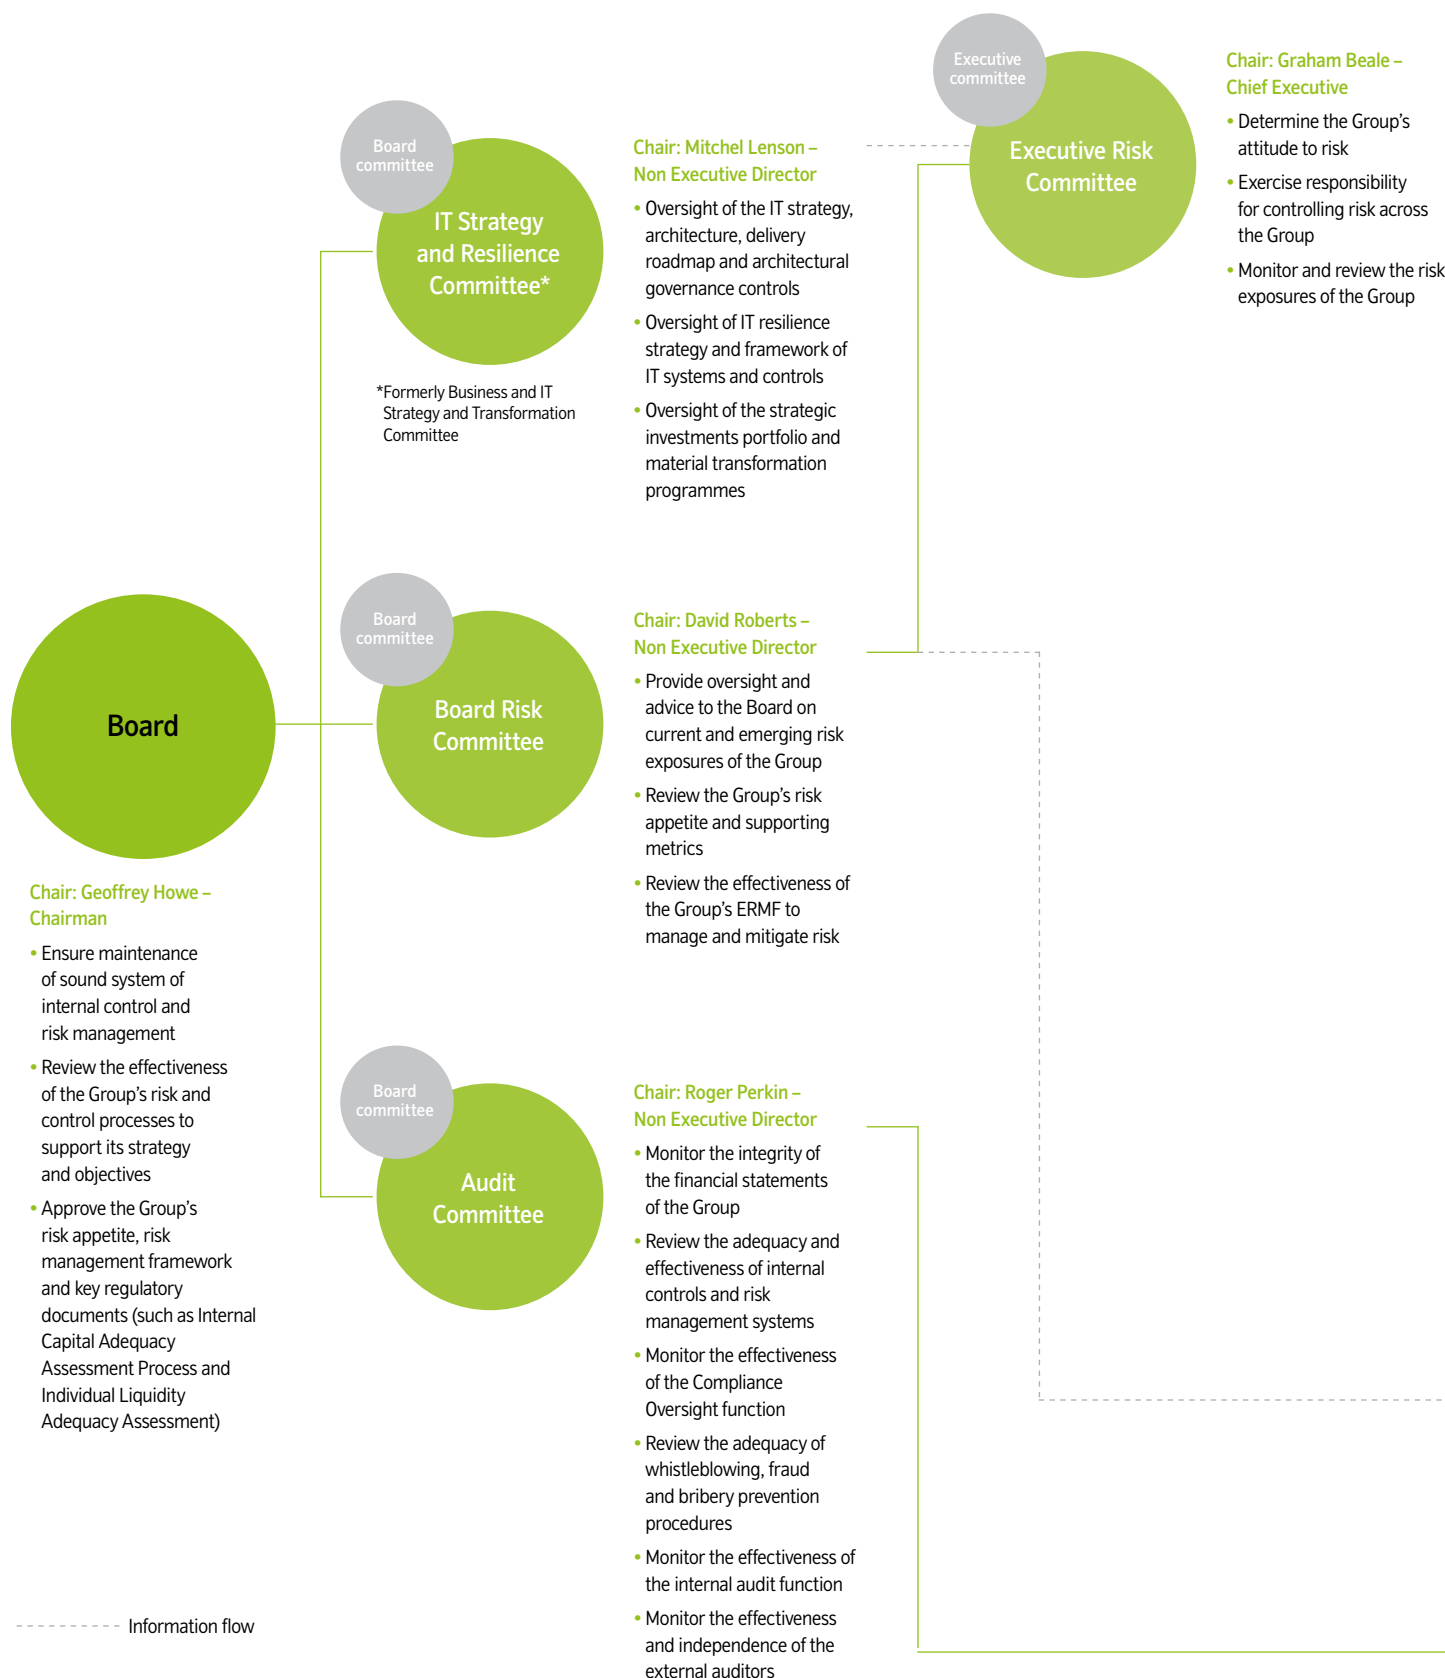 Executive
committee
Executive Risk
Committee
Chair: Graham Beale –
Chief Executive
• Determine the Group's
attitude to risk
• Exercise responsibility
for controlling risk across
the Group
• Monitor and review the risk
exposures of the Group
Board
committee
IT Strategy
and Resilience
Committee*
*Formerly Business and IT
Strategy and Transformation
Committee
Chair: Mitchel Lenson –
Non Executive Director
• Oversight of the IT strategy,
architecture, delivery
roadmap and architectural
governance controls
• Oversight of IT resilience
strategy and framework of
IT systems and controls
• Oversight of the strategic
investments portfolio and
material transformation
programmes
Board
committee
Board Risk
Committee
Chair: David Roberts –
Non Executive Director
• Provide oversight and
advice to the Board on
current and emerging risk
exposures of the Group
• Review the Group's risk
appetite and supporting
metrics
• Review the effectiveness of
the Group's ERMF to
manage and mitigate risk
Board
Chair: Geoffrey Howe –
Chairman
• Ensure maintenance
of sound system of
internal control and
risk management
• Review the effectiveness
of the Group's risk and
control processes to
support its strategy
and objectives
• Approve the Group's
risk appetite, risk
management framework
and key regulatory
documents (such as Internal
Capital Adequacy
Assessment Process and
Individual Liquidity
Adequacy Assessment)
Board
committee
Audit
Committee
Chair: Roger Perkin –
Non Executive Director
• Monitor the integrity of
the financial statements
of the Group
• Review the adequacy and
effectiveness of internal
controls and risk
management systems
• Monitor the effectiveness
of the Compliance
Oversight function
• Review the adequacy of
whistleblowing, fraud
and bribery prevention
procedures
• Monitor the effectiveness of
the internal audit function
• Monitor the effectiveness
and independence of the
external auditors
Information flow